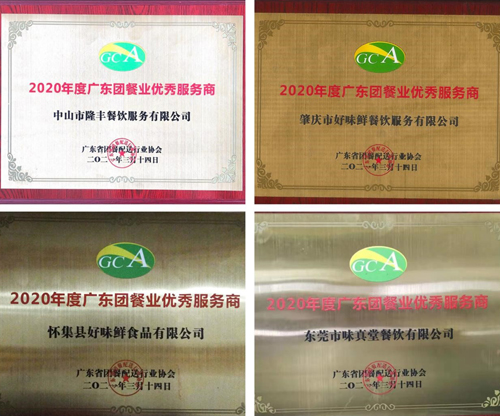 GCA
2020年度广东团餐业优秀服务商
中山市隆丰餐饮服务有限公司
广东省团餐配送行业协会
二〇二一年三月十四日
GCA
2020年度广东团餐业优秀服务商
肇庆市好味鲜餐饮服务有限公司
广东省团餐配送行业协会
二〇二一年三月十四日
GCA
2020年度广东团餐业优秀服务商
怀集县好味鲜食品有限公司
广东省团餐配送行业协会
二〇二一年三月十四日
GCA
2020年度广东团餐业优秀服务商
东莞市味真堂餐饮有限公司
广东省团餐配送行业协会
二〇二一年三月十四日